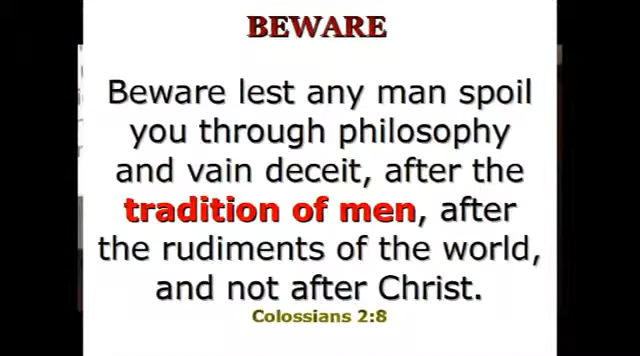 BEWARE
Beware lest any man spoil
you through philosophy
and vain deceit, after the
tradition of men, after
the rudiments of the world,
and not after Christ.
Colossians 2:8